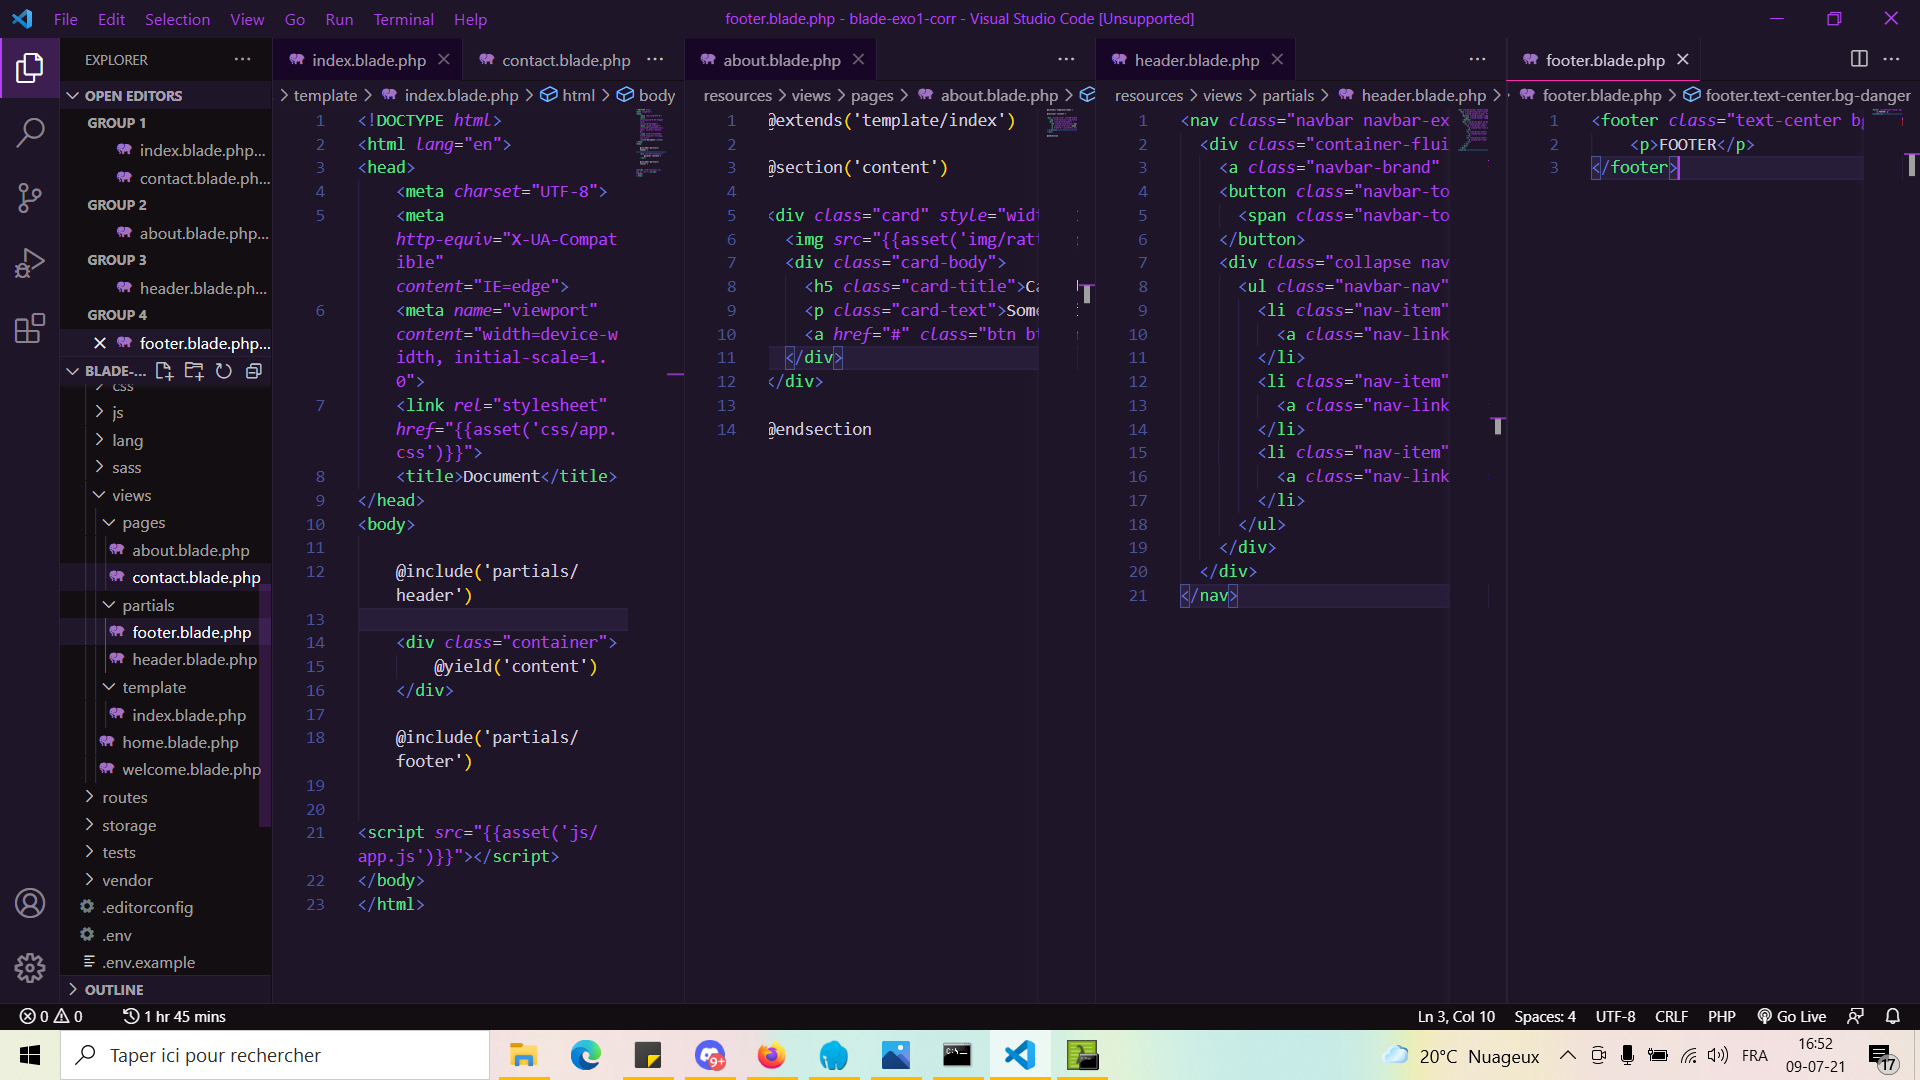 File Edit Selection View Go Run Terminal Help
footer.blade.php - blade-exo1-corr - Visual Studio Code [Unsupported]
EXPLORER
OPEN EDITORS
GROUP 1
index.blade.php...
contact.blade.ph...
GROUP 2
about.blade.php...
GROUP 3
header.blade.ph...
GROUP 4
footer.blade.php...
BLADE-...
css
js
lang
sass
views
pages
about.blade.php
contact.blade.php
partials
footer.blade.php
header.blade.php
template
index.blade.php
home.blade.php
welcome.blade.php
routes
storage
tests
vendor
.editorconfig
.env
.env.example
OUTLINE
index.blade.php
contact.blade.php
template > index.blade.php > html > body
1 <!DOCTYPE html>
2 <html lang="en">
3 <head>
4 <meta charset="UTF-8">
5 <meta
http-equiv="X-UA-Compat
ible"
content="IE=edge">
6 <meta name="viewport"
content="width=device-w
idth, initial-scale=1.
0">
7 <link rel="stylesheet"
href="{{asset('css/app.
css')}}">
8 <title>Document</title>
9 </head>
10 <body>
11
12 @include('partials/
header')
13
14 <div class="container">
15 @yield('content')
16 </div>
17
18 @include('partials/
footer')
19
20
21 <script src="{{asset('js/
app.js')}}"></script>
22 </body>
23 </html>
about.blade.php
resources > views > pages > about.blade.php >
1 @extends('template/index')
2
3 @section('content')
4
5 <div class="card" style="widt
6 <img src="{{asset('img/rat
7 <div class="card-body">
8 <h5 class="card-title">Ca
9 <p class="card-text">Some
10 <a href="#" class="btn bt
11 </div>
12 </div>
13
14 @endsection
header.blade.php
resources > views > partials > header.blade.php >
1 <nav class="navbar navbar-ex
2 <div class="container-flui
3 <a class="navbar-brand"
4 <button class="navbar-to
5 <span class="navbar-to
6 </button>
7 <div class="collapse nav
8 <ul class="navbar-nav"
9 <li class="nav-item"
10 <a class="nav-link
11 </li>
12 <li class="nav-item"
13 <a class="nav-link
14 </li>
15 <li class="nav-item"
16 <a class="nav-link
17 </li>
18 </ul>
19 </div>
20 </div>
21 </nav>
footer.blade.php
footer.blade.php > footer.text-center.bg-danger
1 <footer class="text-center b
2 <p>FOOTER</p>
3 </footer>
0 0 1 hr 45 mins
Ln 3, Col 10 Spaces: 4 UTF-8 CRLF PHP Go Live
Taper ici pour rechercher
9+
20°C Nuageux
FRA
16:52
09-07-21
17